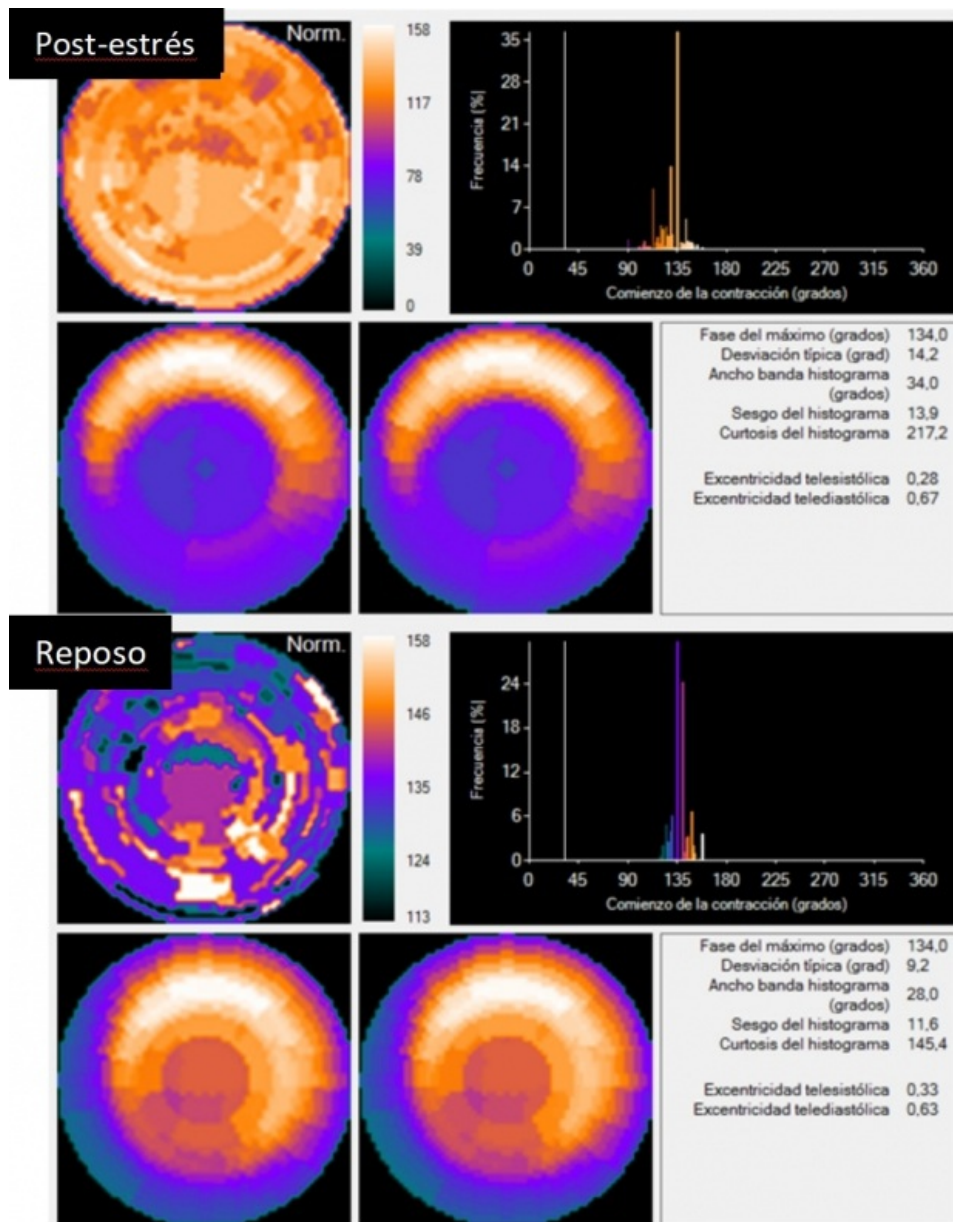 Post-estrés
Norm.
158
117
78
39
0
Frecuencia [%]
35
28
21
14
7
0
0 45 90 135 180 225 270 315 360
Comienzo de la contracción (grados)
Fase del máximo (grados) 134,0
Desviación típica (grad) 14,2
Ancho banda histograma
(grados) 34,0
Sesgo del histograma 13,9
Curtosis del histograma 217,2
Excentricidad telesistólica 0,28
Excentricidad telediastólica 0,67
Reposo
Norm.
158
146
135
124
113
Frecuencia [%]
24
18
12
6
0
0 45 90 135 180 225 270 315 360
Comienzo de la contracción (grados)
Fase del máximo (grados) 134,0
Desviación típica (grad) 9,2
Ancho banda histograma
(grados) 28,0
Sesgo del histograma 11,6
Curtosis del histograma 145,4
Excentricidad telesistólica 0,33
Excentricidad telediastólica 0,63